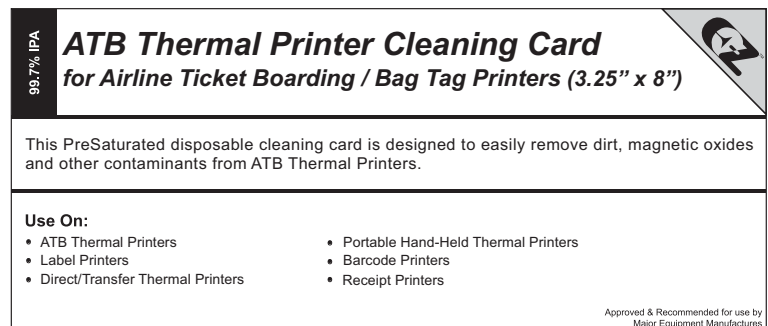 99.7% IPA
ATB Thermal Printer Cleaning Card
for Airline Ticket Boarding / Bag Tag Printers (3.25” x 8”)
This PreSaturated disposable cleaning card is designed to easily remove dirt, magnetic oxides
and other contaminants from ATB Thermal Printers.
Use On:
• ATB Thermal Printers
• Label Printers
• Direct/Transfer Thermal Printers
• Portable Hand-Held Thermal Printers
• Barcode Printers
• Receipt Printers
Approved & Recommended for use by
Major Equipment Manufactures